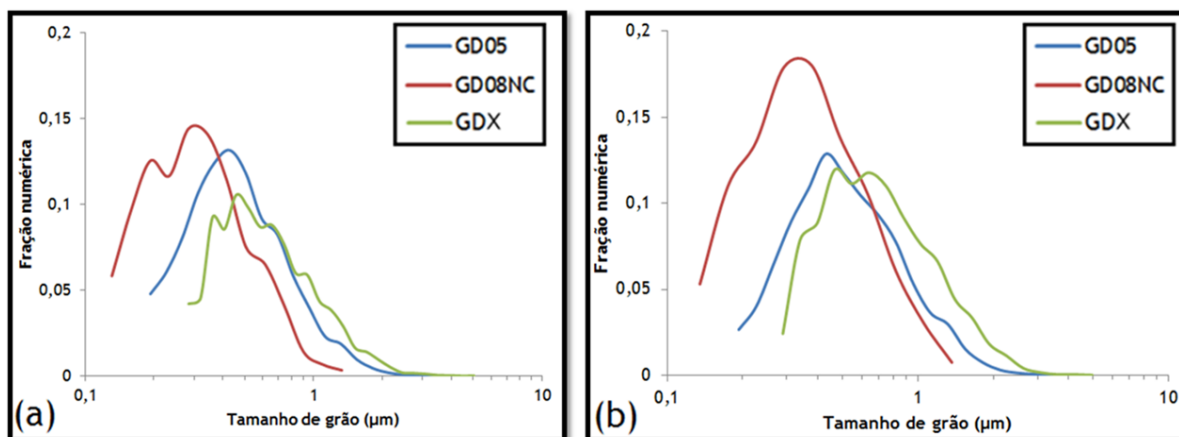 0,2
0,15
0,1
0,05
0
Fração numérica
GD05
GD08NC
GDX
0,1
1
10
Tamanho de grão (µm)
(a)
0,2
0,15
0,1
0,05
0
Fração numérica
GD05
GD08NC
GDX
0,1
1
10
Tamanho de grão (µm)
(b)